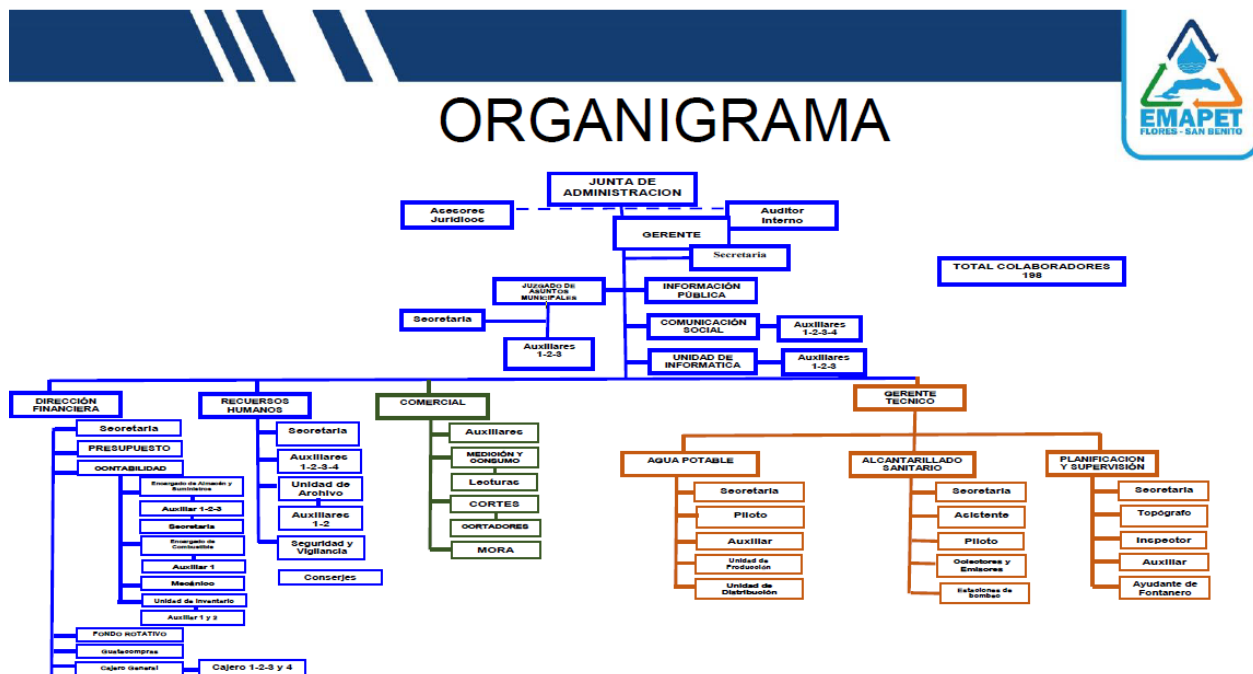 ORGANIGRAMA
EMAPET
FLORES - SAN BENITO
JUNTA DE
ADMINISTRACION
Asesores
Jurídicos
Auditor
Interno
GERENTE
Secretaria
TOTAL COLABORADORES
198
JUZGADO DE
ASUNTOS
MUNICIPALES
INFORMACIÓN
PÚBLICA
Secretaria
COMUNICACIÓN
SOCIAL
Auxiliares
1-2-3-4
Auxiliares
1-2-3
UNIDAD DE
INFORMATICA
Auxiliares
1-2-3
DIRECCIÓN
FINANCIERA
Secretaria
PRESUPUESTO
CONTABILIDAD
Encargado de Almacén y
Suministros
Auxiliar 1-2-3
Secretaria
Encargado de
Combustible
Auxiliar 1
Mecánico
Unidad de Inventario
Auxiliar 1 y 2
FONDO ROTATIVO
Guatecompras
Cajero General
Cajero 1-2-3 y 4
RECUERSOS
HUMANOS
Secretaria
Auxiliares
1-2-3-4
Unidad de
Archivo
Auxiliares
1-2
Seguridad y
Vigilancia
Conserjes
COMERCIAL
Auxiliares
MEDICIÓN Y
CONSUMO
Lecturas
CORTES
CORTADORES
MORA
GERENTE
TECNICO
AGUA POTABLE
Secretaria
Piloto
Auxiliar
Unidad de
Producción
Unidad de
Distribución
ALCANTARILLADO
SANITARIO
Secretaria
Asistente
Piloto
Colectores y
Emisores
Estaciones de
bombeo
PLANIFICACION
Y SUPERVISIÓN
Secretaria
Topógrafo
Inspector
Auxiliar
Ayudante de
Fontanero